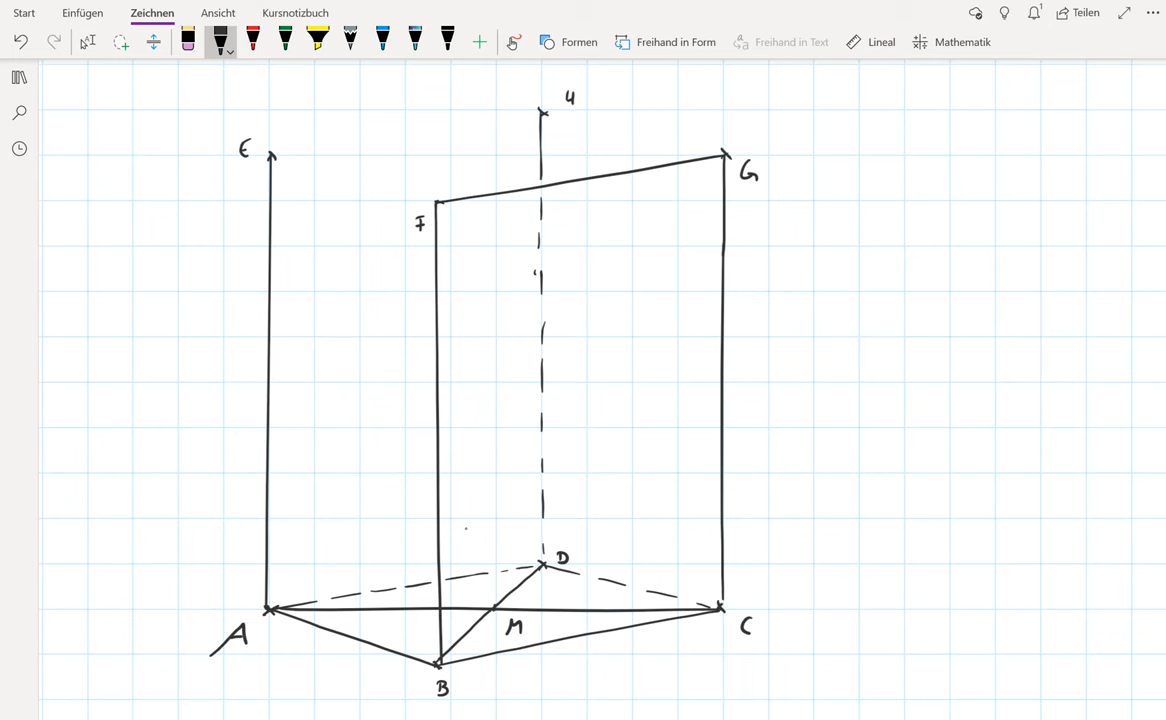 Start Einfügen Zeichnen Ansicht Kursnotizbuch
Teilen
Formen Freihand in Form Freihand in Text Lineal Mathematik
H
E
G
F
D
A M C
B